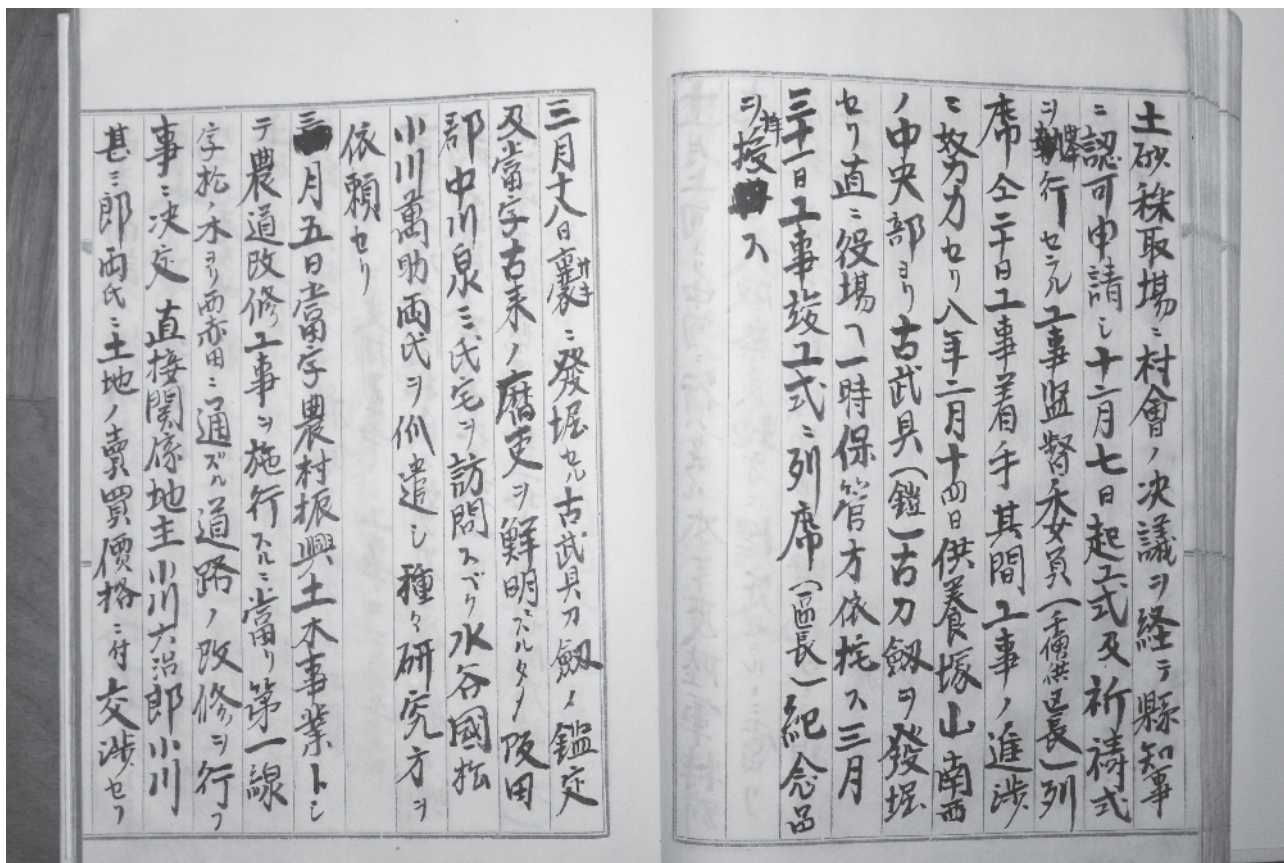 土砂採取場ニ村會ノ决議ヲ経テ縣知事
ニ認可申請シ十二月七日起工式及祈祷式
ヲ擧行セラル工事監督委員(区長)列
席仝二十日工事着手其間工事ノ進渉
ニ努力セリ八年二月十四日供養塚山南西
ノ中央部ヨリ古武具(鎧)古刀劔ヲ發堀
セリ直ニ役場ヘ一時保管方依托ス三月
三十一日工事竣工式ニ列席(區長)紀念品
ヲ拝授ス
三月十八日曩ニサキニ發堀セル古武具刀劔ノ鑑定
及當字古来ノ歴史ヲ鮮明スルタメ阪田
郡中川泉三氏宅ヲ訪問スベク水谷國松
小川萬助両氏ヲ派遣シ種々研究方ヲ
依頼セリ
三月五日當字農村振興土木事業トシ
テ農道改修工事ヲ施行スルニ當リ第一線
字松ノ木ヨリ西赤田ニ通ズル道路ノ改修ヲ行フ
事ニ决定直接関係地主小川六治郎小川
甚三郎両氏ニ土地ノ賣買價格ニ付交渉セリ